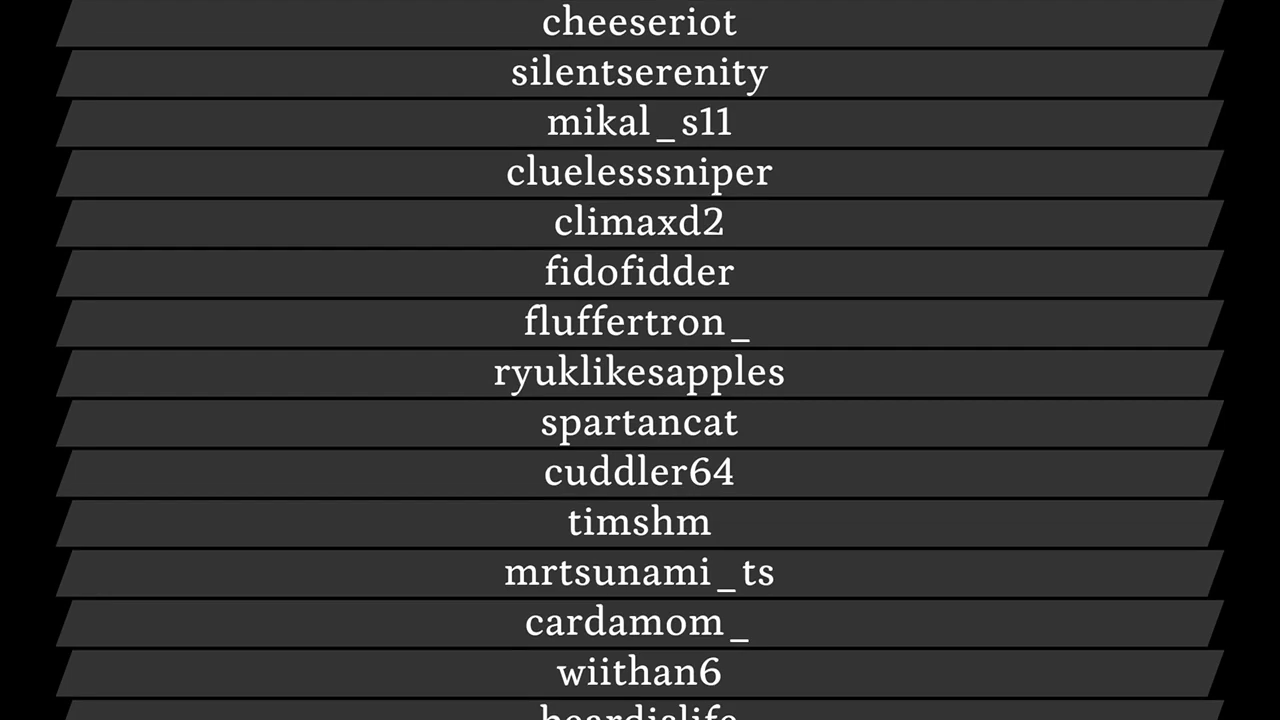 cheeseriot
silentserenity
mikal_s11
cluelesssniper
climaxd2
fidofidder
fluffertron_
ryuklikesapples
spartancat
cuddler64
timshm
mrtsunami_ts
cardamom_
wiithan6